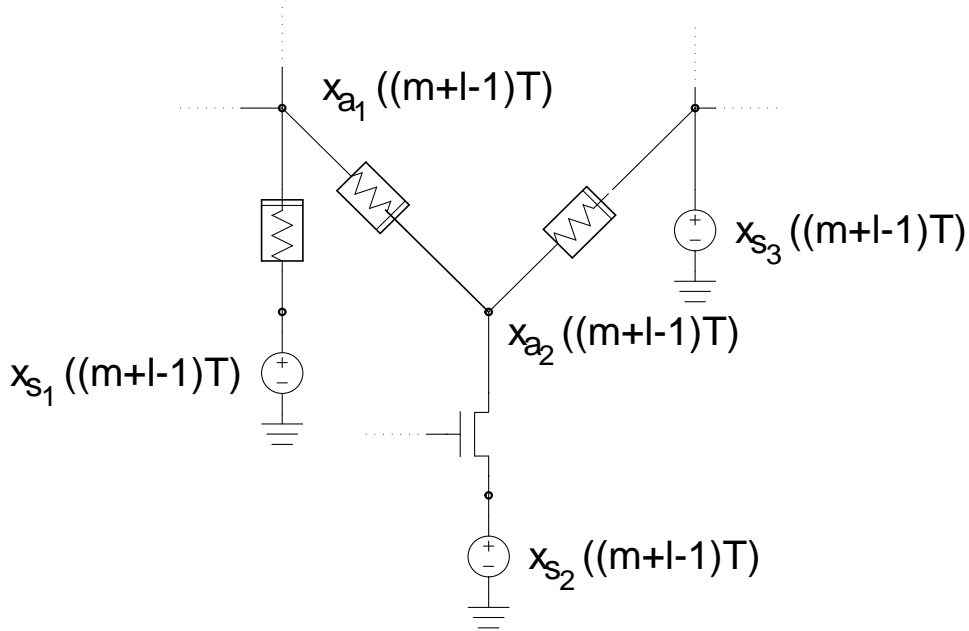 x_{a_1} ((m+l-1)T)
x_{s_3} ((m+l-1)T)
x_{a_2} ((m+l-1)T)
x_{s_1} ((m+l-1)T)
x_{s_2} ((m+l-1)T)